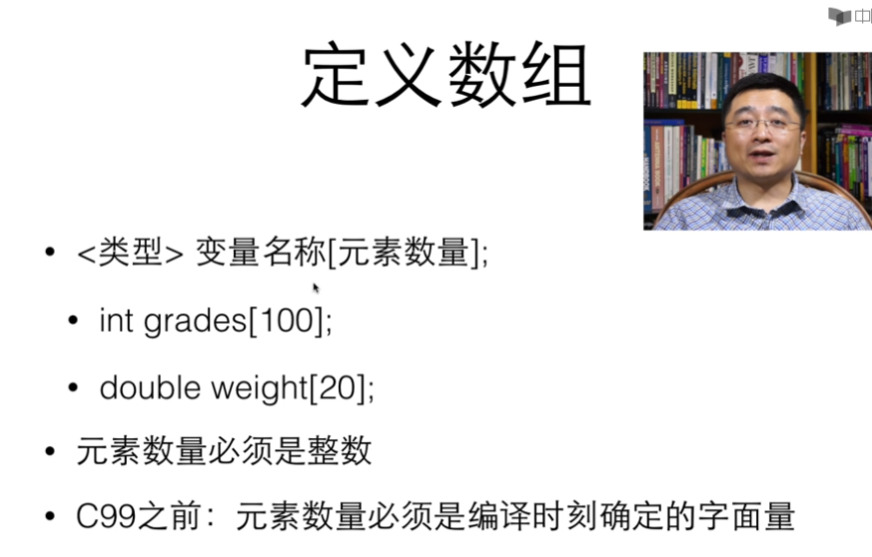 定义数组
<类型> 变量名称[元素数量];
int grades[100];
double weight[20];
元素数量必须是整数
C99之前：元素数量必须是编译时刻确定的字面量